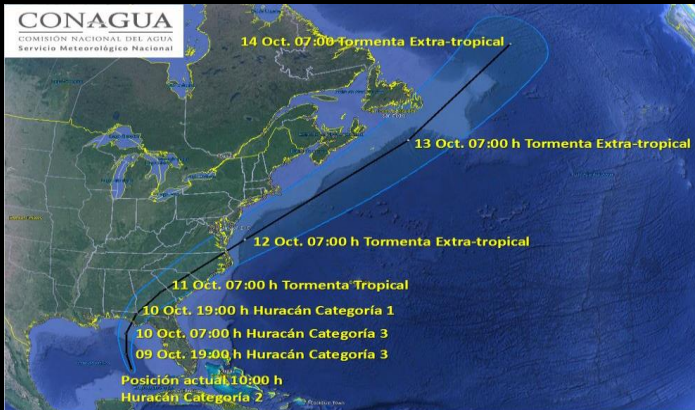 CONAGUA
COMISIÓN NACIONAL DEL AGUA
Servicio Meteorológico Nacional
14 Oct. 07:00 Tormenta Extra-tropical
13 Oct. 07:00 h Tormenta Extra-tropical
12 Oct. 07:00 h Tormenta Extra-tropical
11 Oct. 07:00 h Tormenta Tropical
10 Oct. 19:00 h Huracán Categoría 1
10 Oct. 07:00 h Huracán Categoría 3
09 Oct. 19:00 h Huracán Categoría 3
Posición actual,10:00 h
Huracán Categoría 2